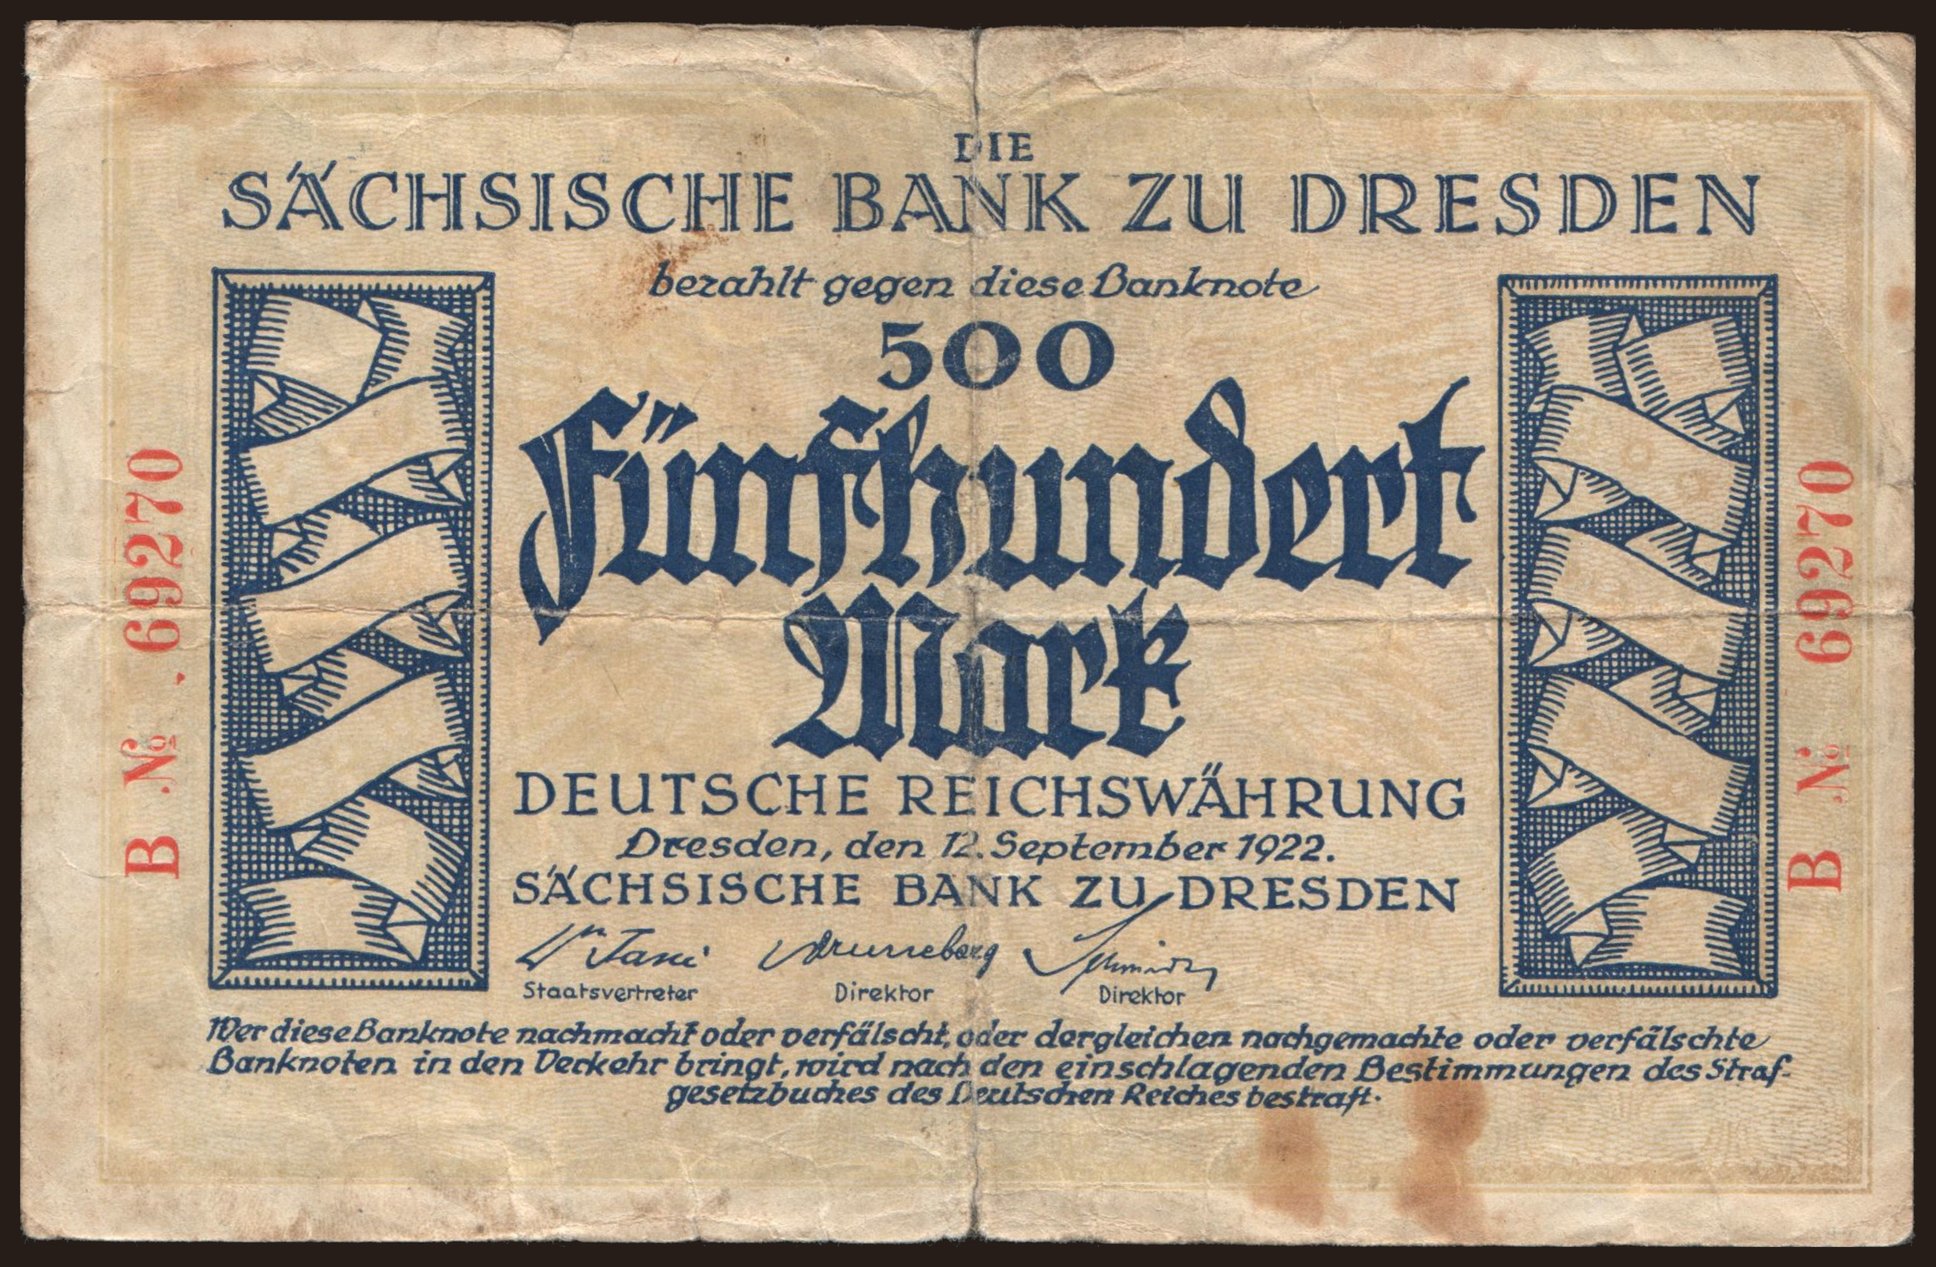 DIE
SÄCHSISCHE BANK ZU DRESDEN
bezahlt gegen diese Banknote
500
Fünfhundert
Mark
DEUTSCHE REICHSWÄHRUNG
Dresden, den 12. September 1922.
SÄCHSISCHE BANK ZU DRESDEN
Schmidt
Staatsvertreter Direktor Direktor
Wer diese Banknote nachmacht oder verfälscht, oder dergleichen nachgemachte oder verfälschte
Banknoten in den Verkehr bringt, wird nach den einschlagenden Bestimmungen des Straf-
gesetzbuches des Deutschen Reiches bestraft.
B № 69270
B № 69270